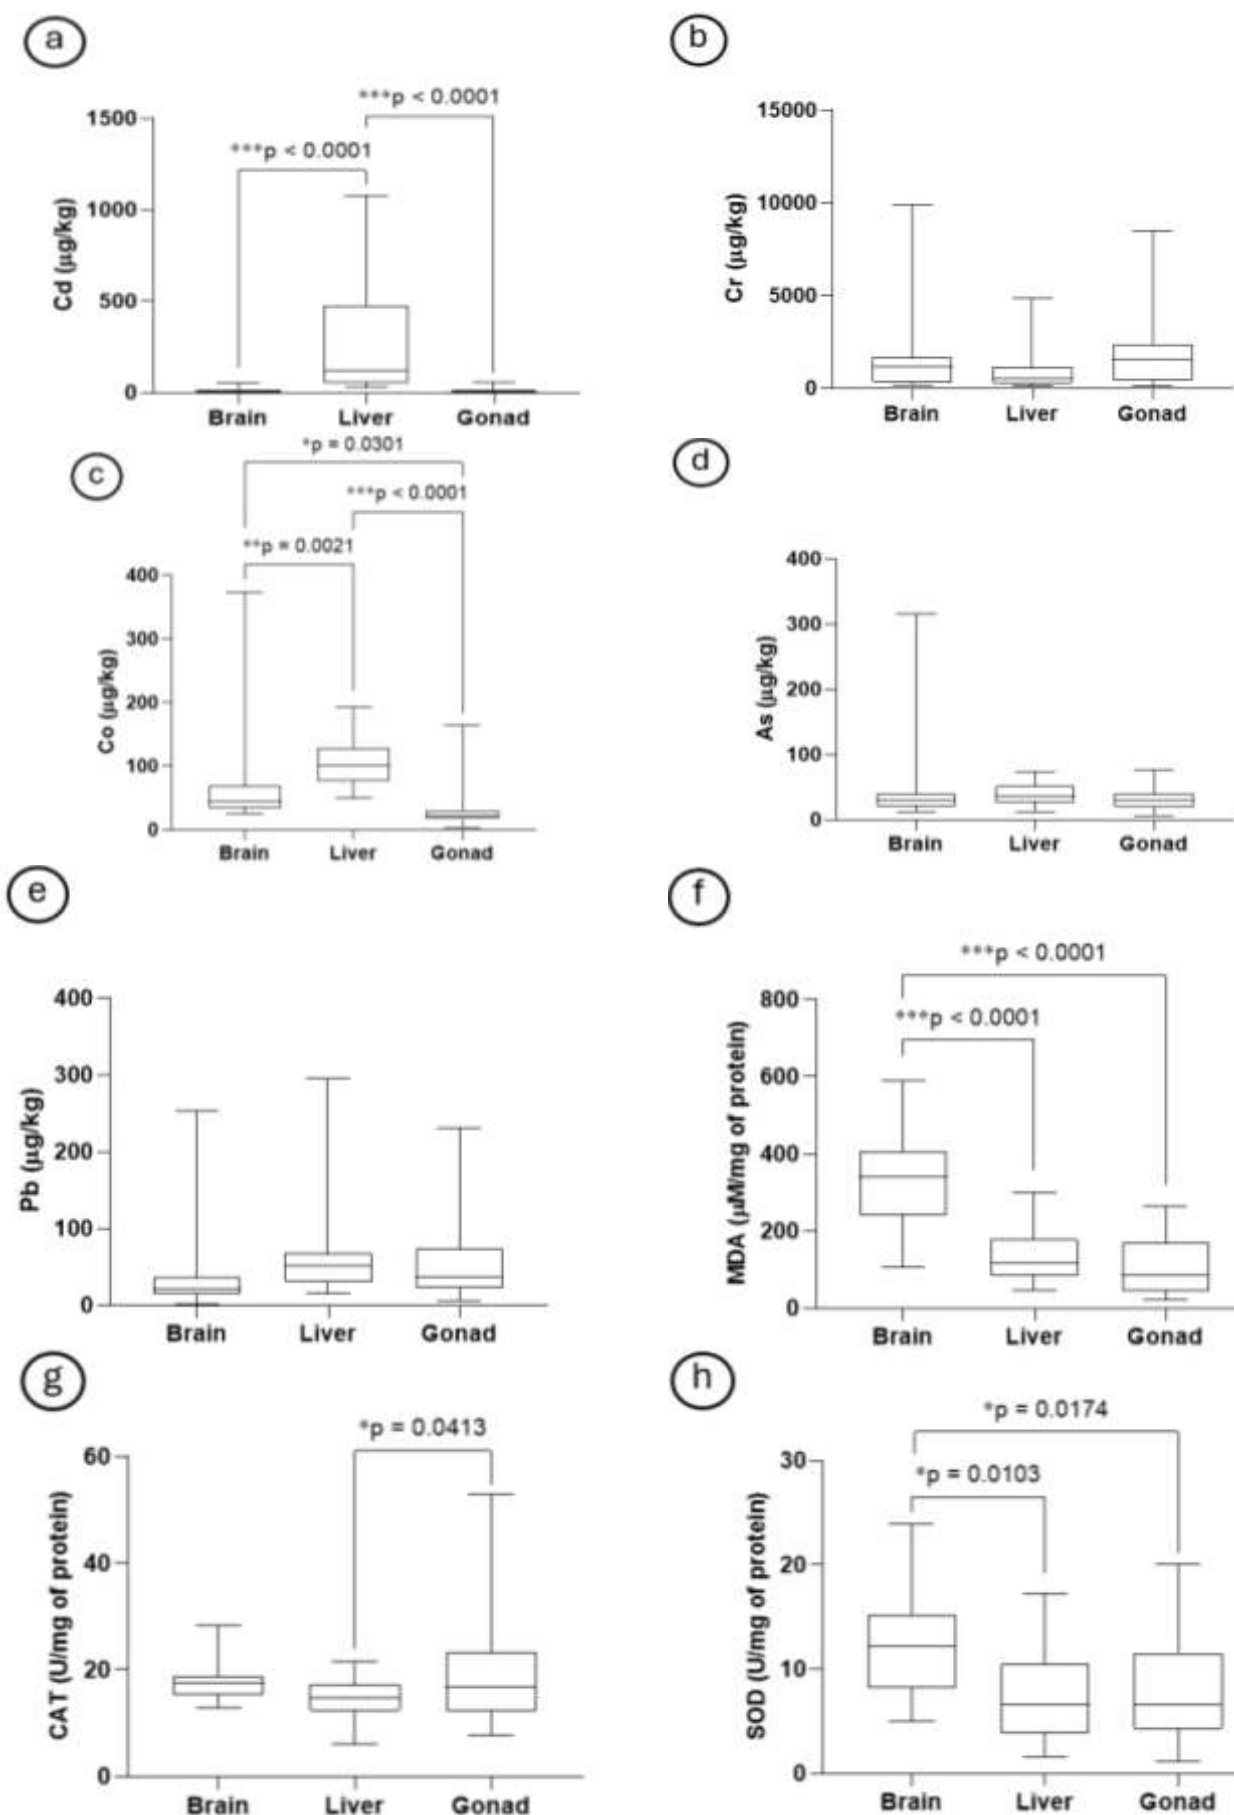 a
***p < 0.0001
***p < 0.0001
Cd (µg/kg)
1500
1000
500
0
Brain Liver Gonad
b
Cr (µg/kg)
15000
10000
5000
0
Brain Liver Gonad
c
*p = 0.0301
***p < 0.0001
**p = 0.0021
Co (µg/kg)
400
300
200
100
0
Brain Liver Gonad
d
As (µg/kg)
400
300
200
100
0
Brain Liver Gonad
e
Pb (µg/kg)
400
300
200
100
0
Brain Liver Gonad
f
***p < 0.0001
***p < 0.0001
MDA (µM/mg of protein)
800
600
400
200
0
Brain Liver Gonad
g
*p = 0.0413
CAT (U/mg of protein)
60
40
20
0
Brain Liver Gonad
h
*p = 0.0174
*p = 0.0103
SOD (U/mg of protein)
30
20
10
0
Brain Liver Gonad